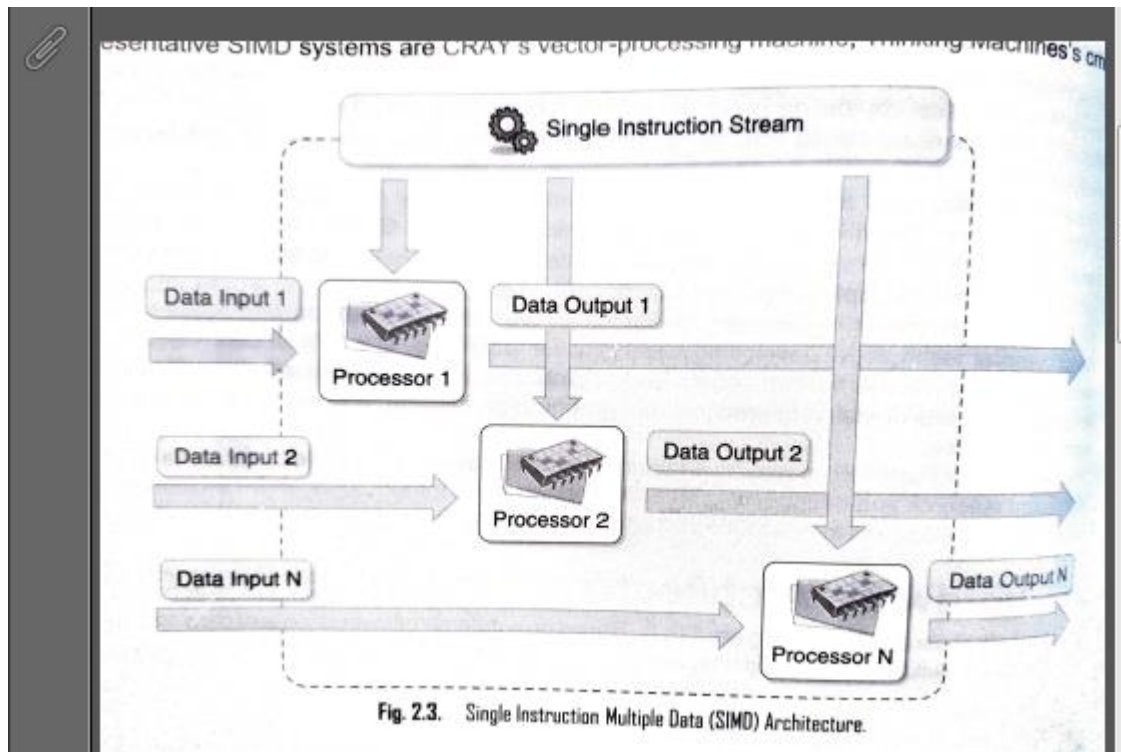 esentative SIMD systems are CRAY's vector-processing machine, Thinking Machines's cm
Single Instruction Stream
Data Input 1
Data Output 1
Processor 1
Data Input 2
Data Output 2
Processor 2
Data Input N
Data Output N
Processor N
Fig. 2.3. Single Instruction Multiple Data (SIMD) Architecture.